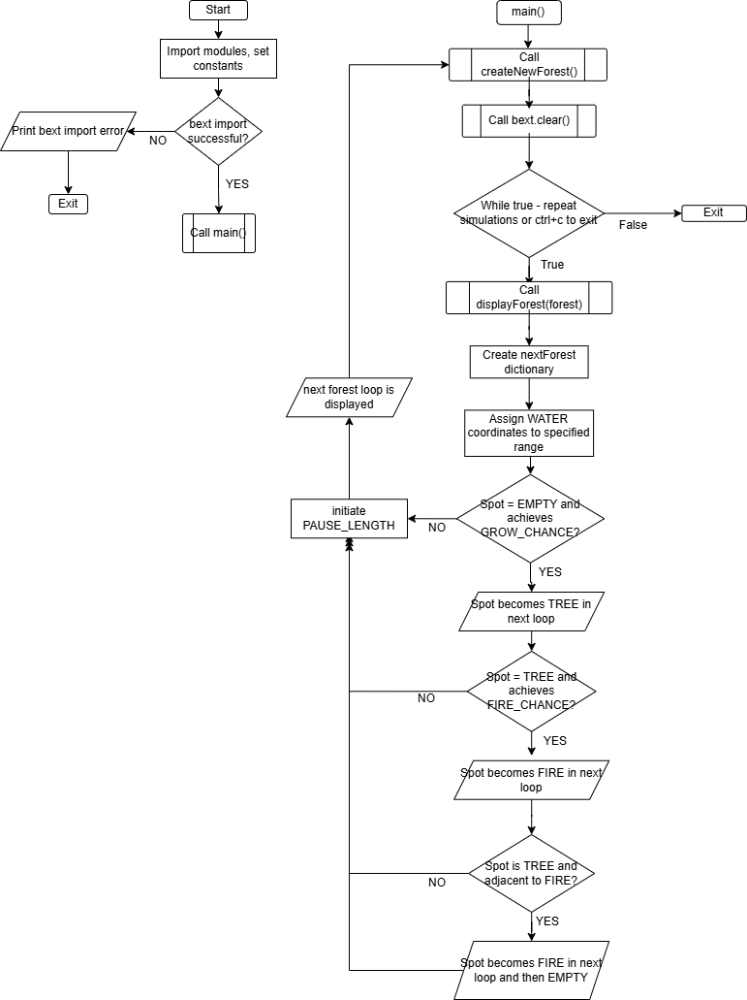 Start
Import modules, set
constants
bext import
successful?
NO
Print bext import error
Exit
YES
Call main()
main()
Call
createNewForest()
Call bext.clear()
While true - repeat
simulations or ctrl+c to exit
False
Exit
True
Call
displayForest(forest)
Create nextForest
dictionary
Assign WATER
coordinates to specified
range
Spot = EMPTY and
achieves
GROW_CHANCE?
NO
initiate
PAUSE_LENGTH
next forest loop is
displayed
YES
Spot becomes TREE in
next loop
Spot = TREE and
achieves
FIRE_CHANCE?
NO
YES
Spot becomes FIRE in next
loop
Spot is TREE and
adjacent to FIRE?
NO
YES
Spot becomes FIRE in next
loop and then EMPTY